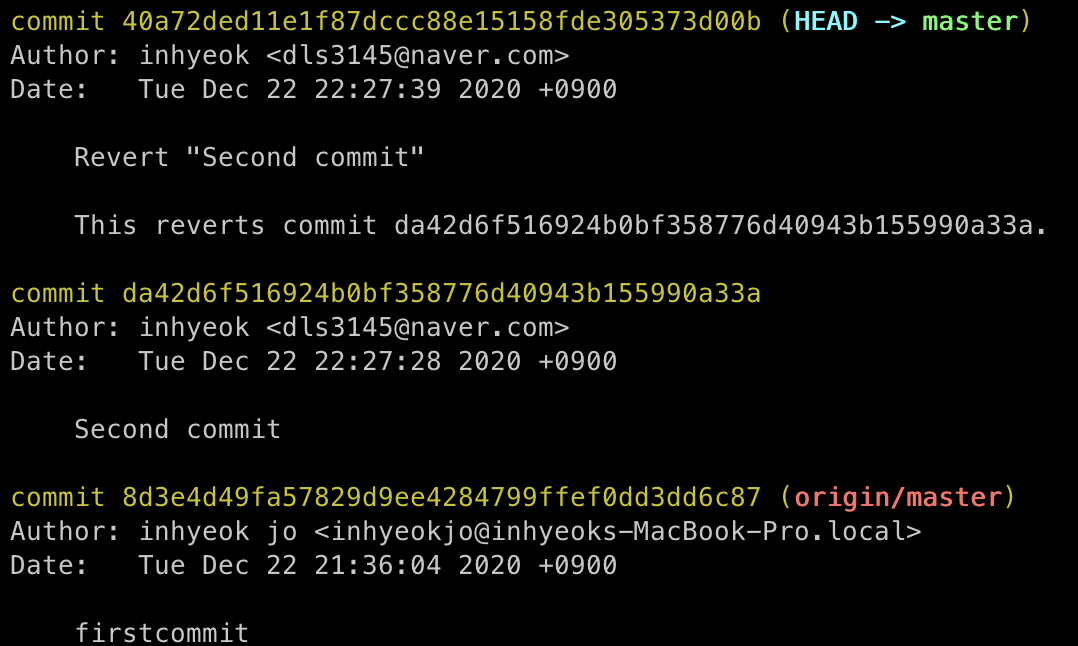 commit 40a72ded11e1f87dccc88e15158fde305373d00b (HEAD -> master)
Author: inhyeok <dls3145@naver.com>
Date:   Tue Dec 22 22:27:39 2020 +0900
Revert "Second commit"
This reverts commit da42d6f516924b0bf358776d40943b155990a33a.
commit da42d6f516924b0bf358776d40943b155990a33a
Author: inhyeok <dls3145@naver.com>
Date:   Tue Dec 22 22:27:28 2020 +0900
Second commit
commit 8d3e4d49fa57829d9ee4284799ffef0dd3dd6c87 (origin/master)
Author: inhyeok jo <inhyeokjo@inhyeoks-MacBook-Pro.local>
Date:   Tue Dec 22 21:36:04 2020 +0900
firstcommit